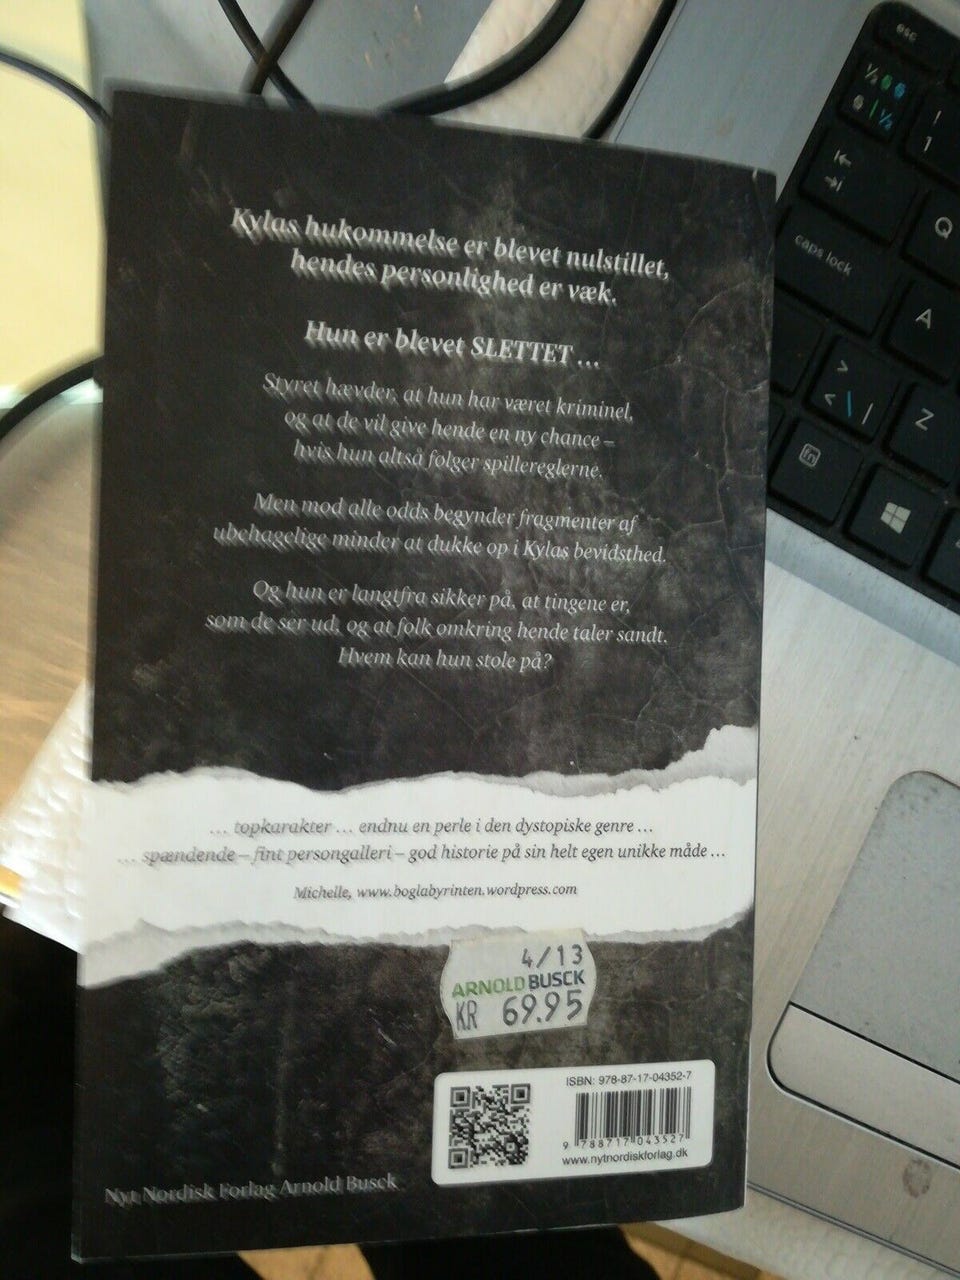 Kylas hukommelse er blevet nulstillet,
hendes personlighed er væk.
Hun er blevet SLETTET ...
Styret hævder, at hun har været kriminel,
og at de vil give hende en ny chance –
hvis hun altså følger spillereglerne.
Men mod alle odds begynder fragmenter af
ubehagelige minder at dukke op i Kylas bevidsthed.
Og hun er langtfra sikker på, at tingene er,
som de ser ud, og at folk omkring hende taler sandt.
Hvem kan hun stole på?
... topkarakter ... endnu en perle i den dystopiske genre ...
... spændende – fint persongalleri – god historie på sin helt egen unikke måde ...
Michelle, www.boglabyrinten.wordpress.com
4/13
ARNOLD BUSCK
KR 69.95
ISBN: 978-87-17-04352-7
9 788717 043527
www.nytnordiskforlag.dk
Nyt Nordisk Forlag Arnold Busck
esc
½
!
1
Q
caps lock
A
>
< \ |
Z
fn